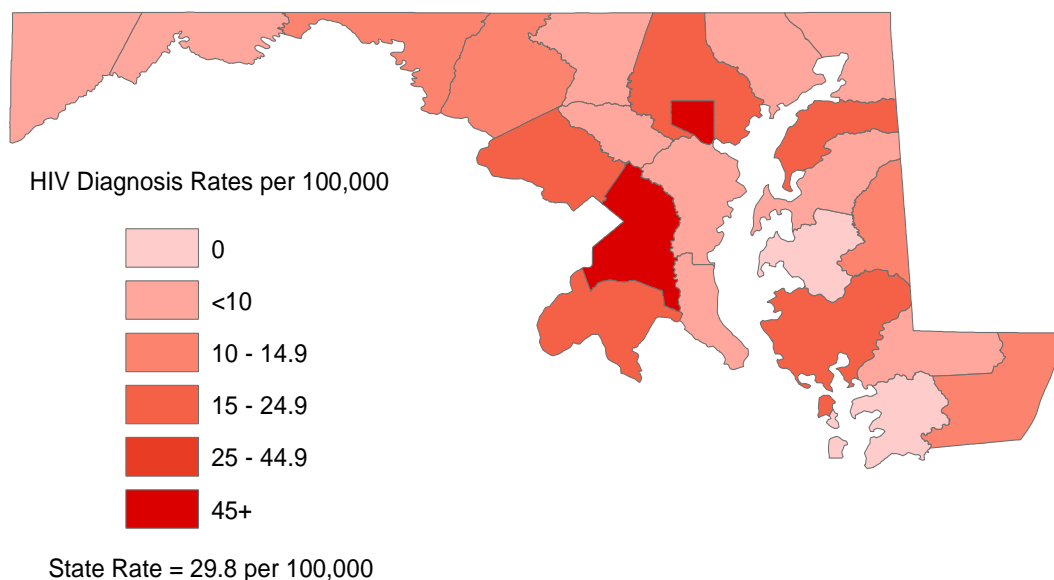 HIV Diagnosis Rates per 100,000
0
<10
10 - 14.9
15 - 24.9
25 - 44.9
45+
State Rate = 29.8 per 100,000